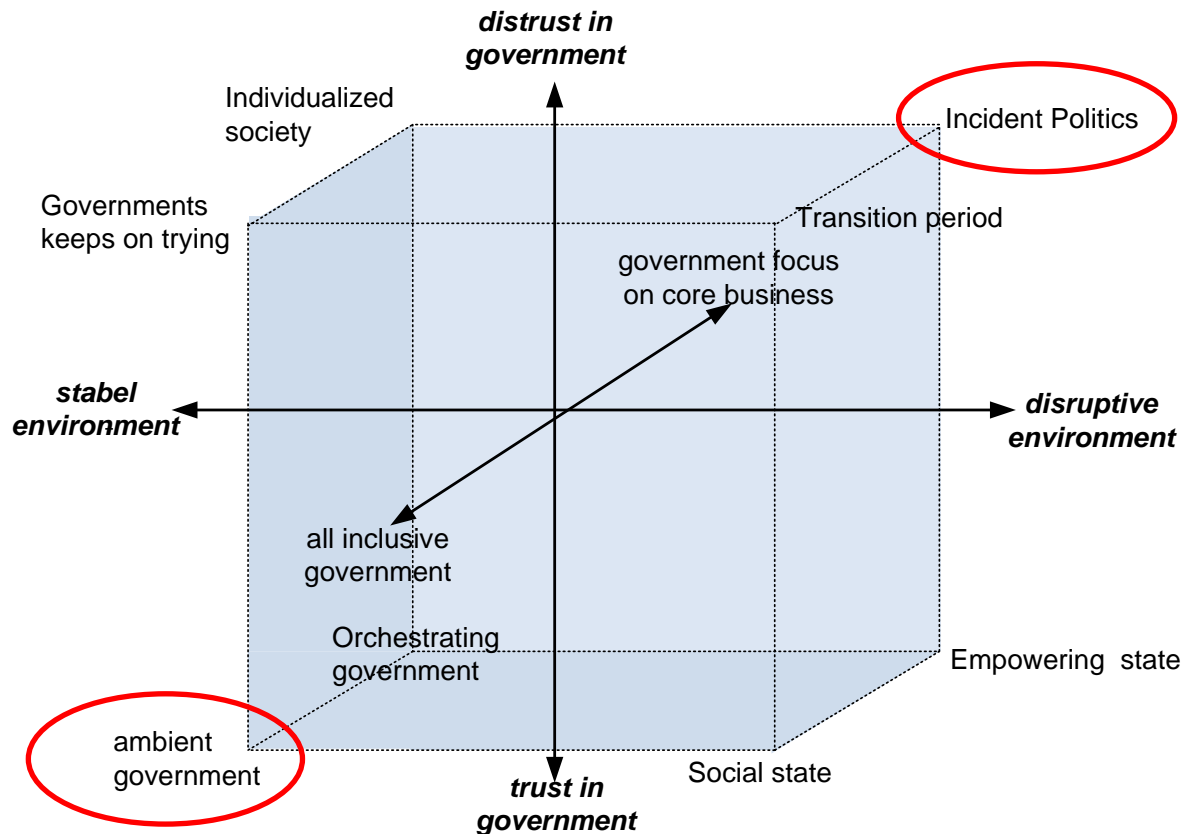 distrust in
government
Individualized
society
Incident Politics
Governments
keeps on trying
Transition period
government focus
on core business
stabel
environment
disruptive
environment
all inclusive
government
Orchestrating
government
Empowering state
ambient
government
Social state
trust in
government